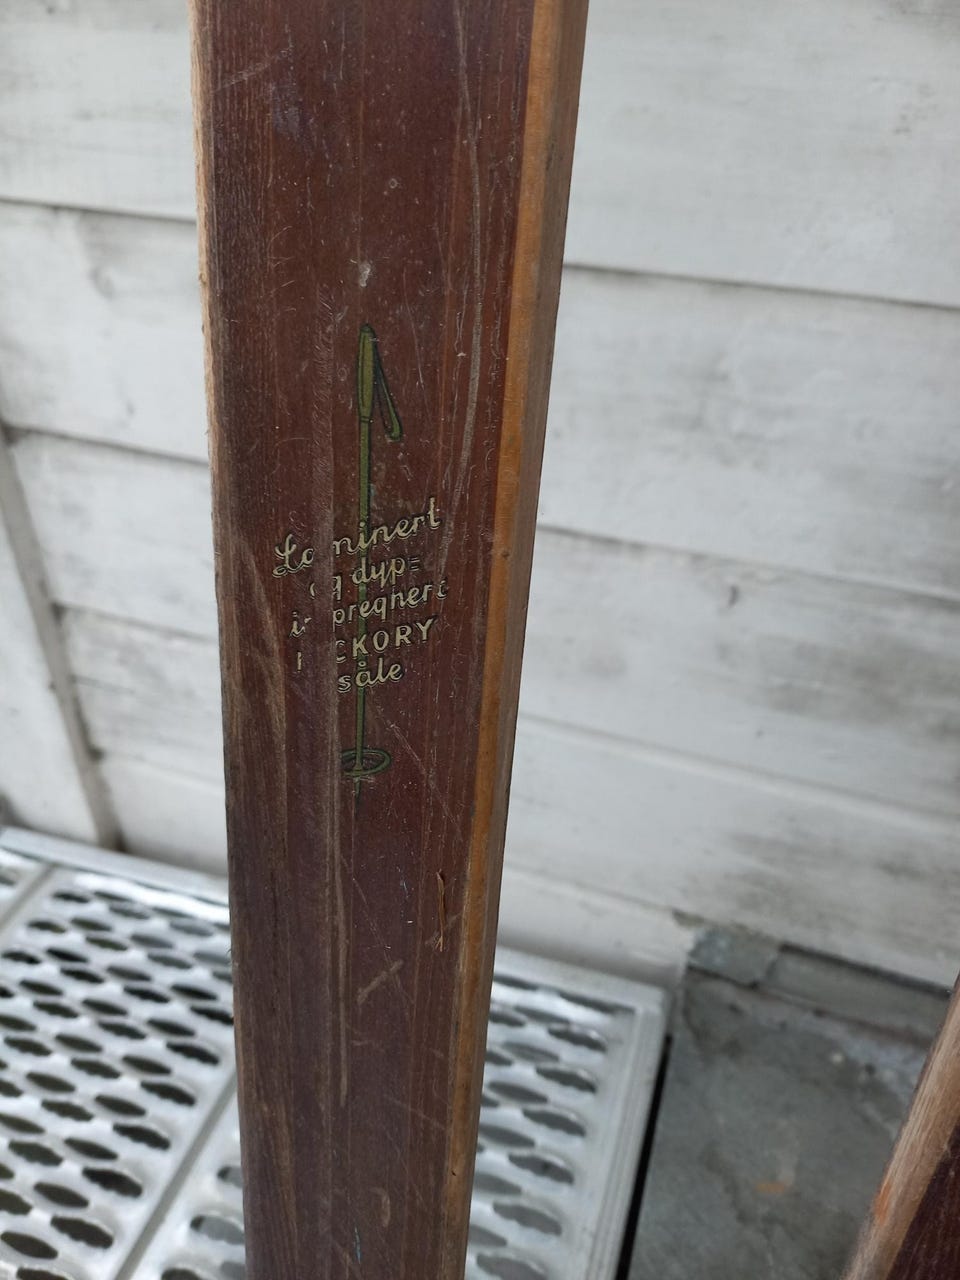 Laminert
og dyp=
impregnert
HICKORY
såle